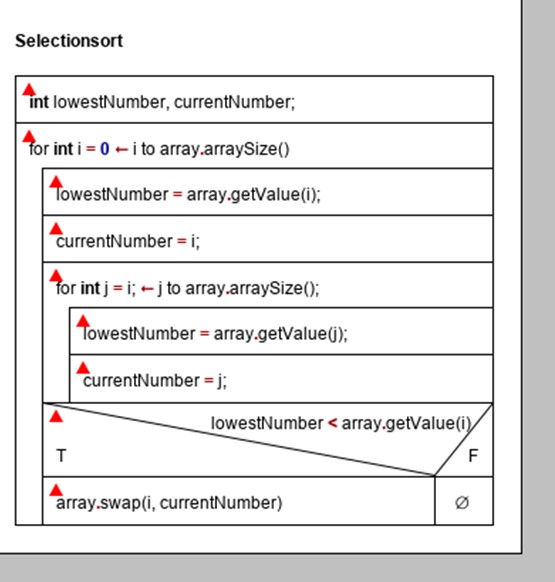 Selectionsort
int lowestNumber, currentNumber;
for int i = 0 ← i to array.arraySize()
lowestNumber = array.getValue(i);
currentNumber = i;
for int j = i; ← j to array.arraySize();
lowestNumber = array.getValue(j);
currentNumber = j;
lowestNumber < array.getValue(i)
T F
array.swap(i, currentNumber) ∅